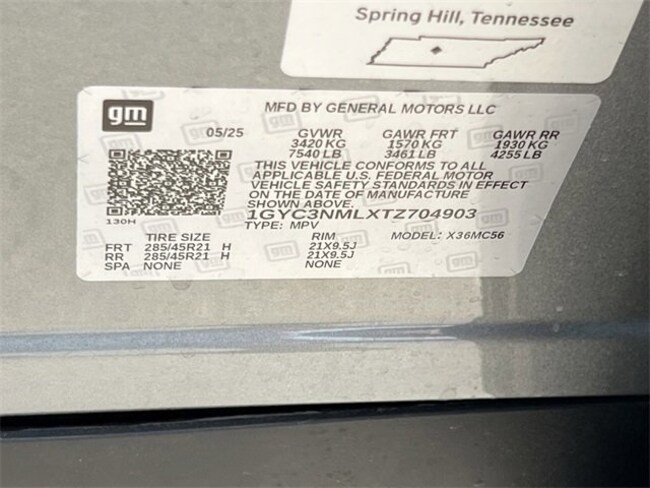 Spring Hill, Tennessee
gm
MFD BY GENERAL MOTORS LLC
05/25 GVWR GAWR FRT GAWR RR
3420 KG 1570 KG 1930 KG
7540 LB 3461 LB 4255 LB
THIS VEHICLE CONFORMS TO ALL
APPLICABLE U.S. FEDERAL MOTOR
VEHICLE SAFETY STANDARDS IN EFFECT
ON THE DATE OF MANUFACTURE
SHOWN ABOVE.
1GYC3NMLXTZ704903
130H
TYPE: MPV
TIRE SIZE RIM MODEL: X36MC56
FRT 285/45R21 H 21X9.5J
RR 285/45R21 H 21X9.5J
SPA NONE NONE